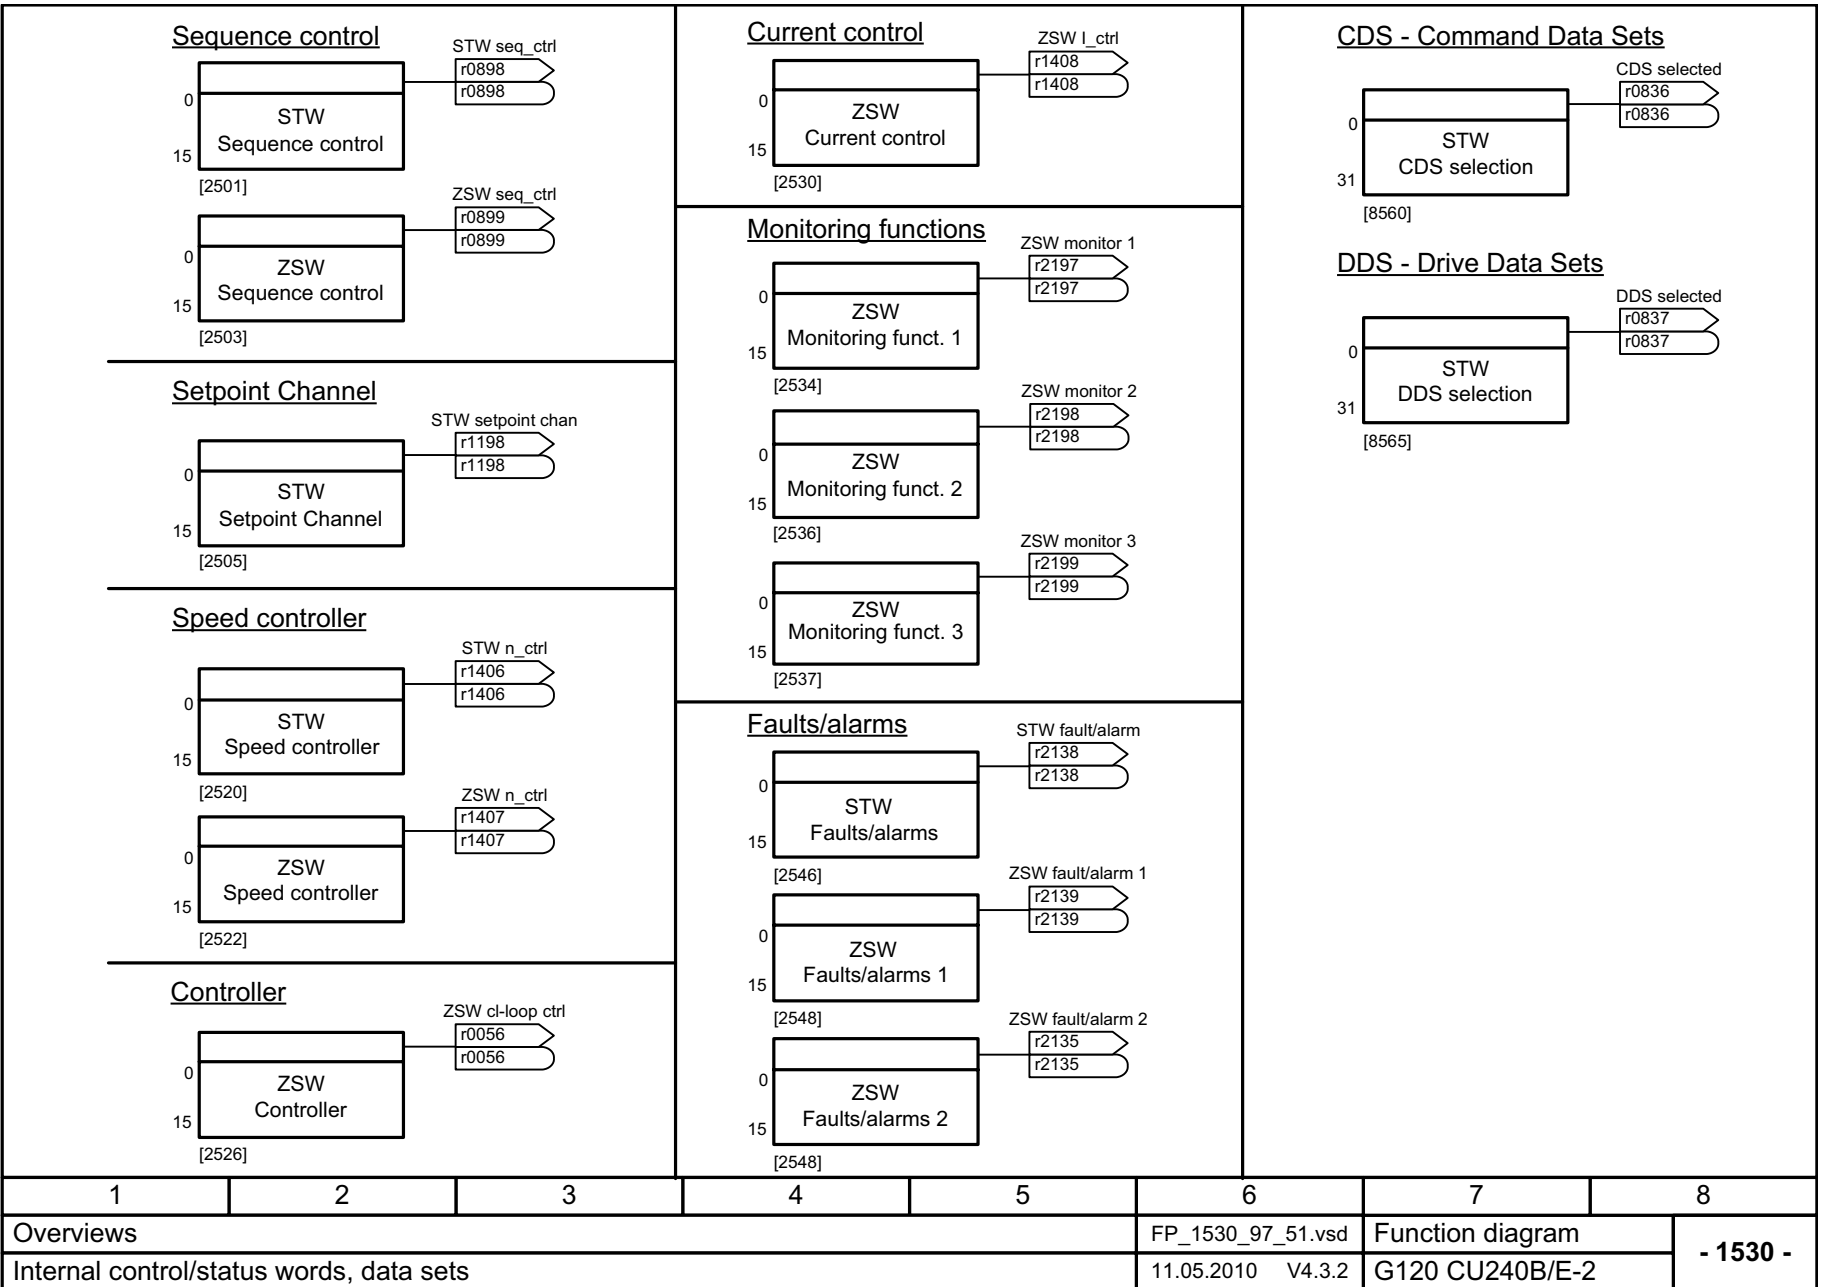 Sequence control
STW seq_ctrl
r0898
r0898
0
STW
Sequence control
15
[2501]
ZSW seq_ctrl
r0899
r0899
0
ZSW
Sequence control
15
[2503]
Setpoint Channel
STW setpoint chan
r1198
r1198
0
STW
Setpoint Channel
15
[2505]
Speed controller
STW n_ctrl
r1406
r1406
0
STW
Speed controller
15
[2520]
ZSW n_ctrl
r1407
r1407
0
ZSW
Speed controller
15
[2522]
Controller
ZSW cl-loop ctrl
r0056
r0056
0
ZSW
Controller
15
[2526]
Current control
ZSW I_ctrl
r1408
r1408
0
ZSW
Current control
15
[2530]
Monitoring functions
ZSW monitor 1
r2197
r2197
0
ZSW
Monitoring funct. 1
15
[2534]
ZSW monitor 2
r2198
r2198
0
ZSW
Monitoring funct. 2
15
[2536]
ZSW monitor 3
r2199
r2199
0
ZSW
Monitoring funct. 3
15
[2537]
Faults/alarms
STW fault/alarm
r2138
r2138
0
STW
Faults/alarms
15
[2546]
ZSW fault/alarm 1
r2139
r2139
0
ZSW
Faults/alarms 1
15
[2548]
ZSW fault/alarm 2
r2135
r2135
0
ZSW
Faults/alarms 2
15
[2548]
CDS - Command Data Sets
CDS selected
r0836
r0836
0
STW
CDS selection
31
[8560]
DDS - Drive Data Sets
DDS selected
r0837
r0837
0
STW
DDS selection
31
[8565]
1 2 3 4 5 6 7 8
Overviews
FP_1530_97_51.vsd
Function diagram
- 1530 -
Internal control/status words, data sets
11.05.2010 V4.3.2
G120 CU240B/E-2